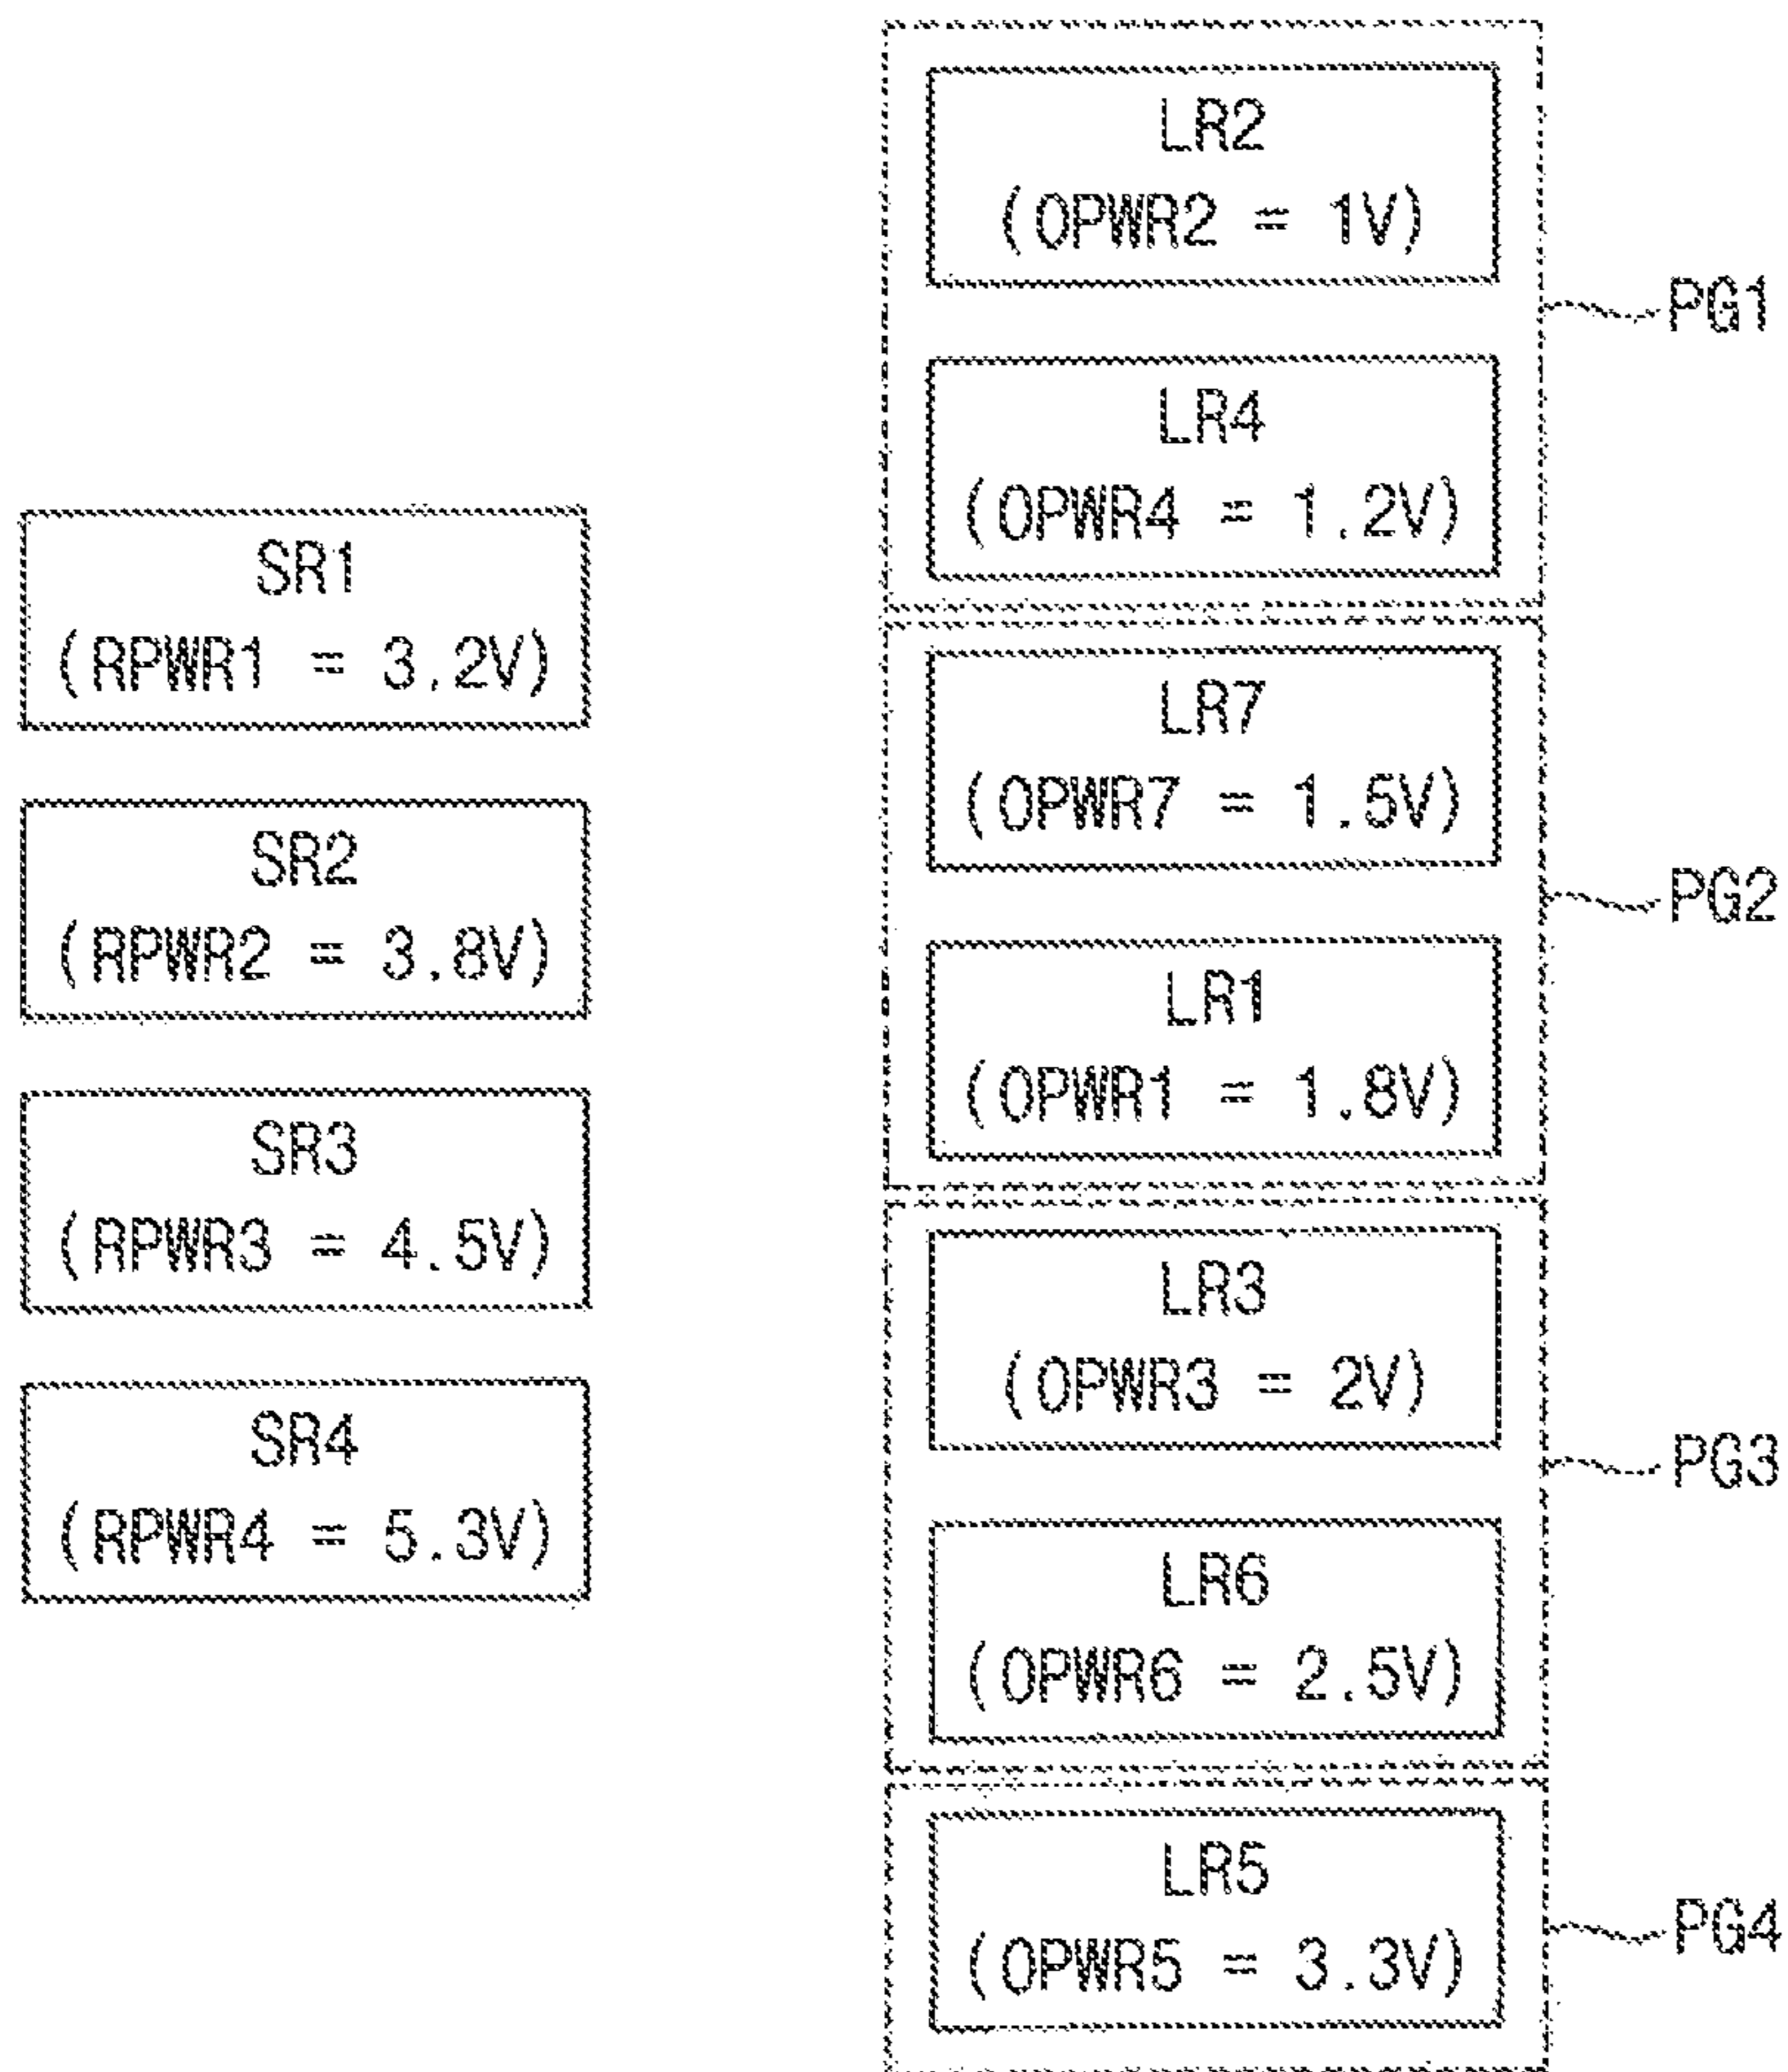 SR1
(RPWR1 = 3.2V)
SR2
(RPWR2 = 3.8V)
SR3
(RPWR3 = 4.5V)
SR4
(RPWR4 = 5.3V)
LR2
(OPWR2 = 1V)
LR4
(OPWR4 = 1.2V)
PG1
LR7
(OPWR7 = 1.5V)
LR1
(OPWR1 = 1.8V)
PG2
LR3
(OPWR3 = 2V)
LR6
(OPWR6 = 2.5V)
PG3
LR5
(OPWR5 = 3.3V)
PG4